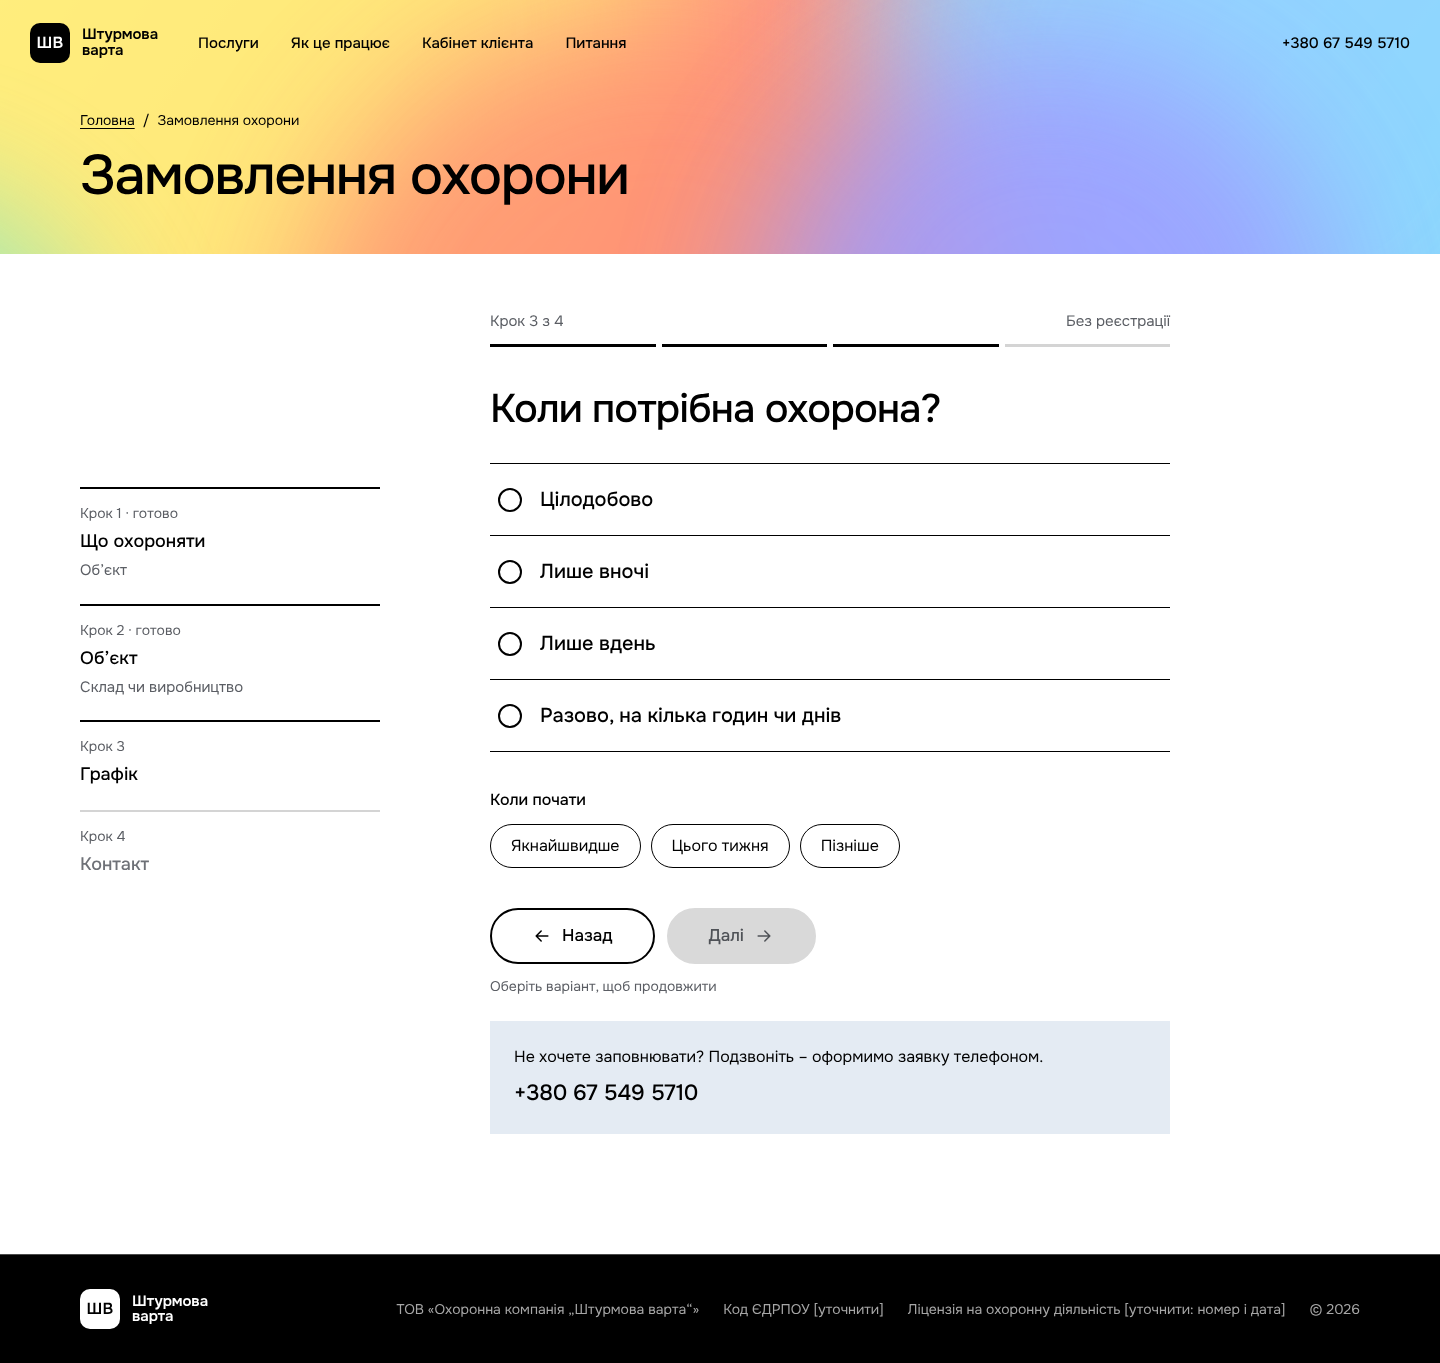 ШВ
Штурмова
варта
Послуги
Як це працює
Кабінет клієнта
Питання
+380 67 549 5710
Головна / Замовлення охорони
Замовлення охорони
Крок 3 з 4
Без реєстрації
Коли потрібна охорона?
Цілодобово
Лише вночі
Лише вдень
Разово, на кілька годин чи днів
Крок 1 · готово
Що охороняти
Об’єкт
Крок 2 · готово
Об’єкт
Склад чи виробництво
Крок 3
Графік
Крок 4
Контакт
Коли почати
Якнайшвидше
Цього тижня
Пізніше
← Назад
Далі →
Оберіть варіант, щоб продовжити
Не хочете заповнювати? Подзвоніть – оформимо заявку телефоном.
+380 67 549 5710
ШВ
Штурмова
варта
ТОВ «Охоронна компанія „Штурмова варта“»
Код ЄДРПОУ [уточнити]
Ліцензія на охоронну діяльність [уточнити: номер і дата]
© 2026